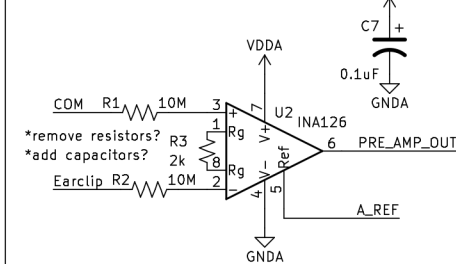 C7 +
VDDA
0.1uF
GNDA
COM R1 10M 3 + 7 V+ U2
INA126
*remove resistors? 1 Rg
R3
6 PRE_AMP_OUT
*add capacitors? 2k 8 Rg
V- Ref
Earclip R2 10M 2 -
4 5
A_REF
GNDA